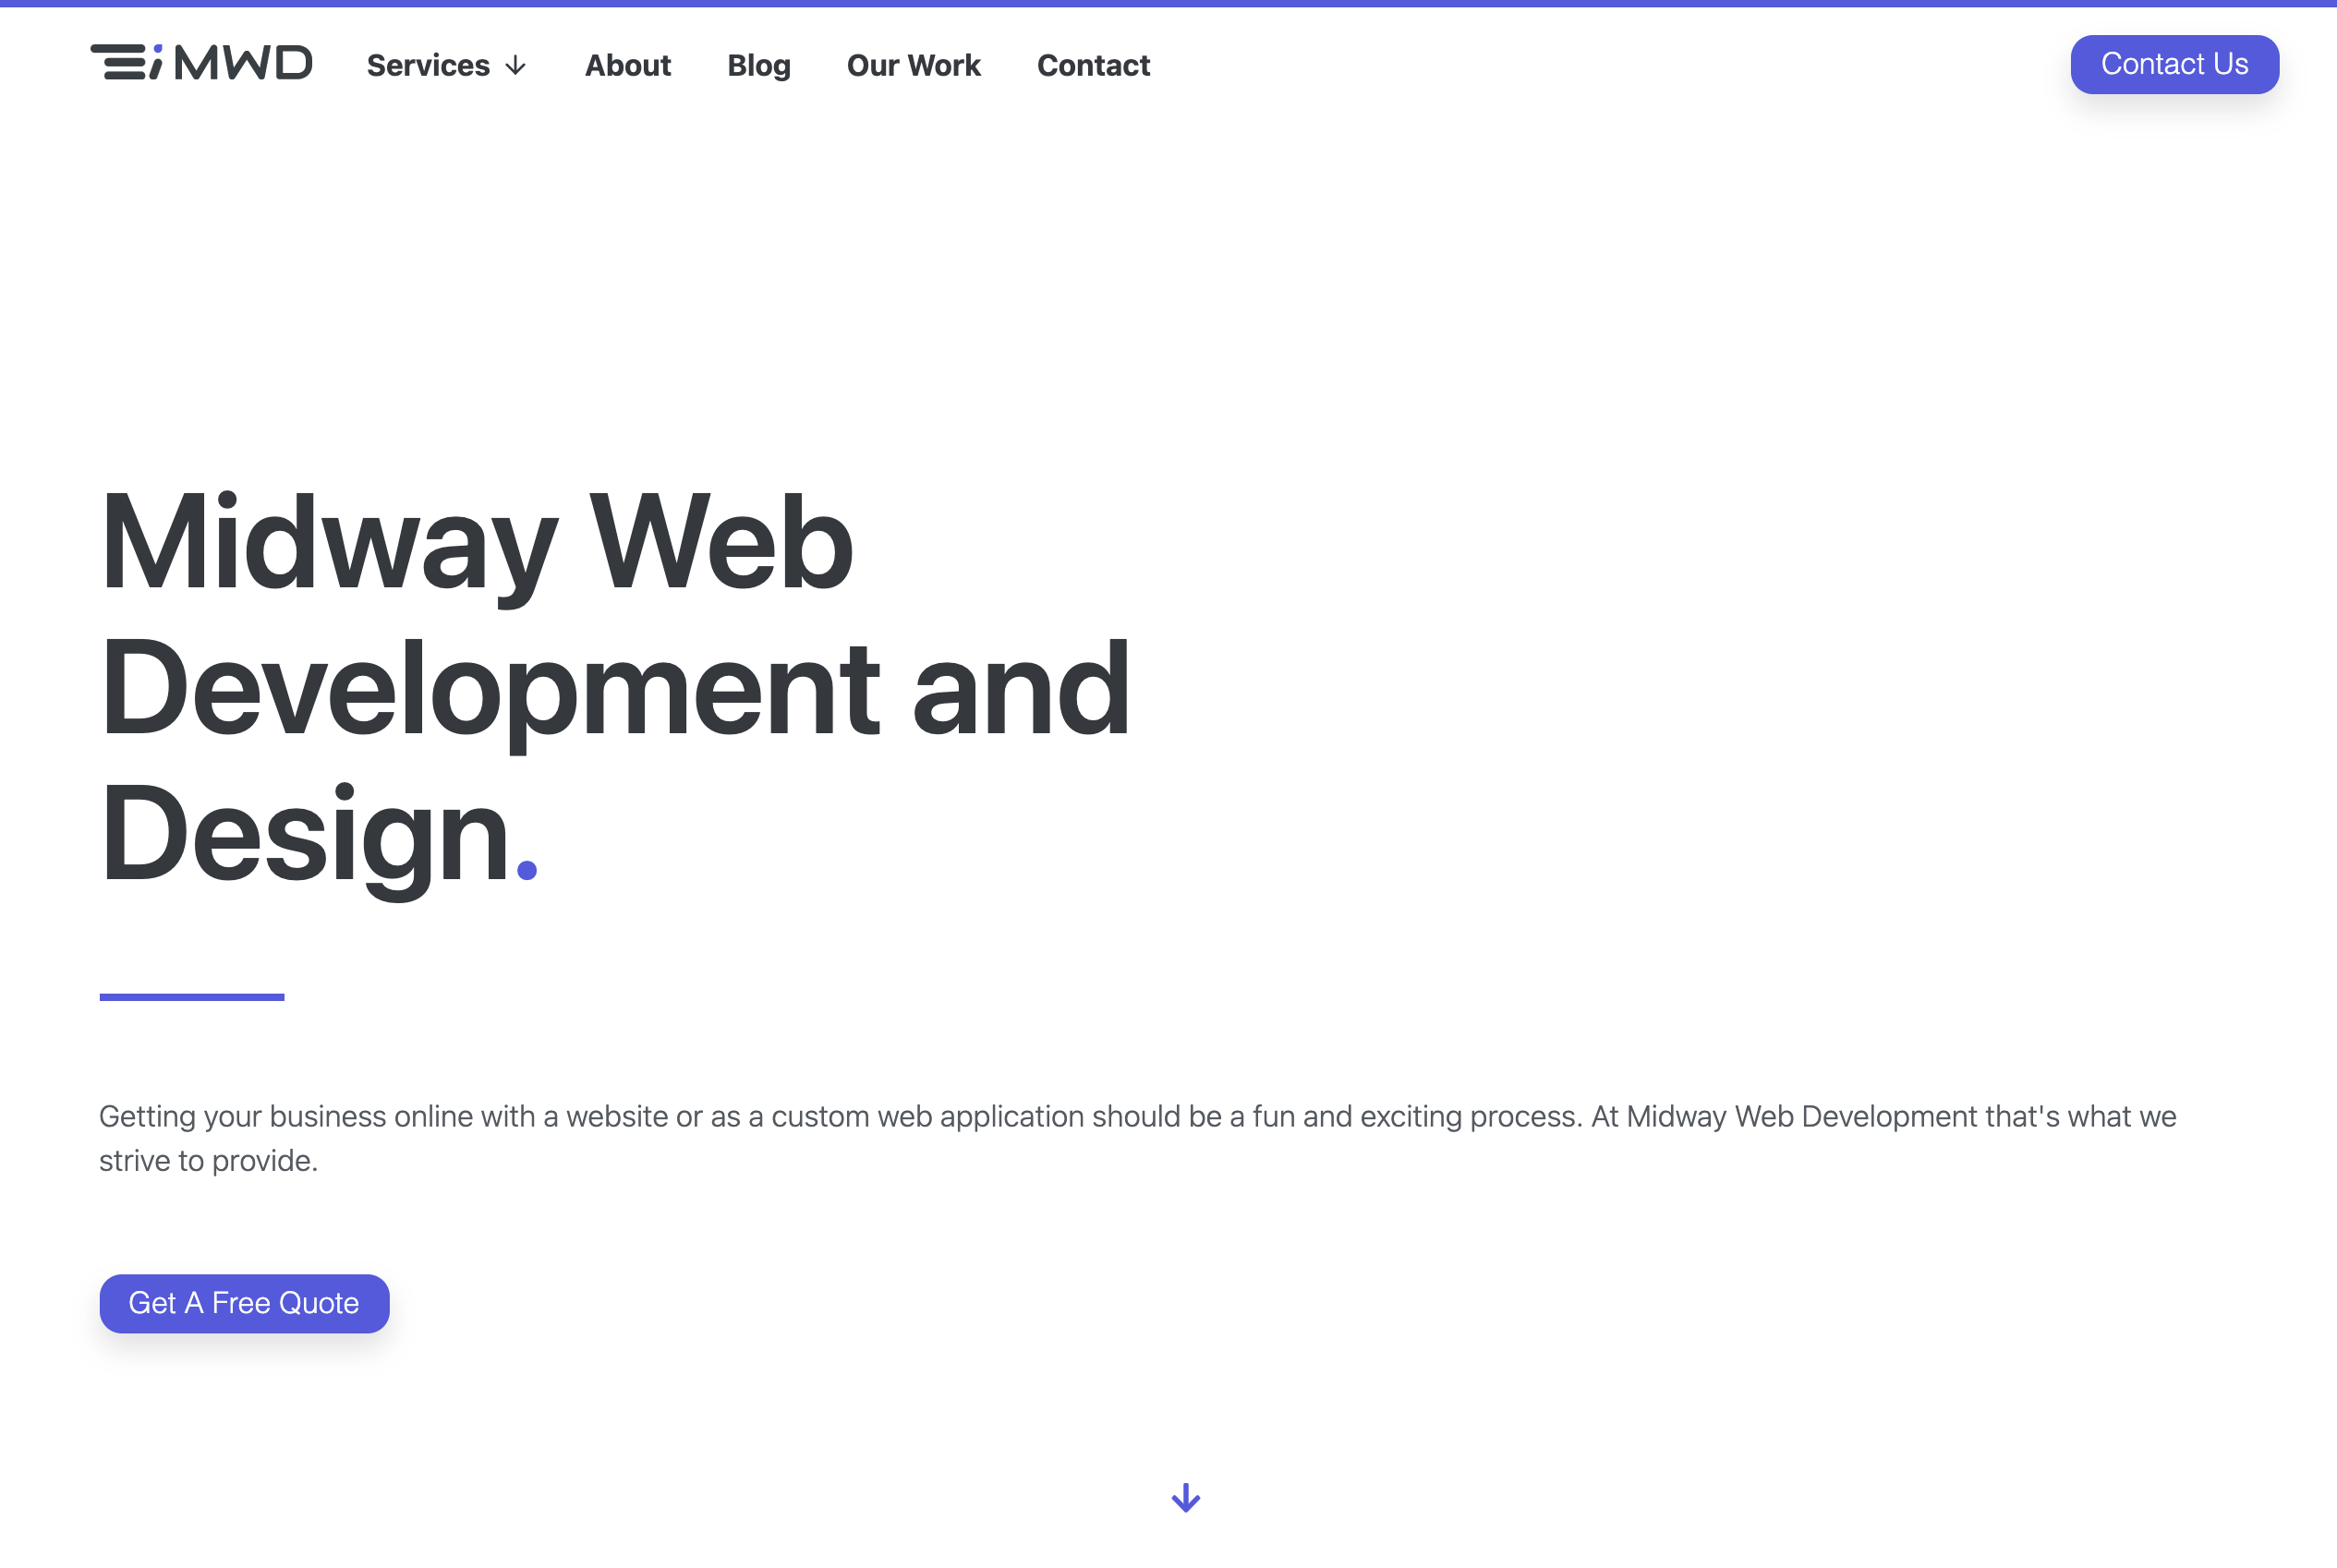 MWD
Services
About
Blog
Our Work
Contact
Contact Us
Midway Web
Development and
Design.
Getting your business online with a website or as a custom web application should be a fun and exciting process. At Midway Web Development that's what we
strive to provide.
Get A Free Quote